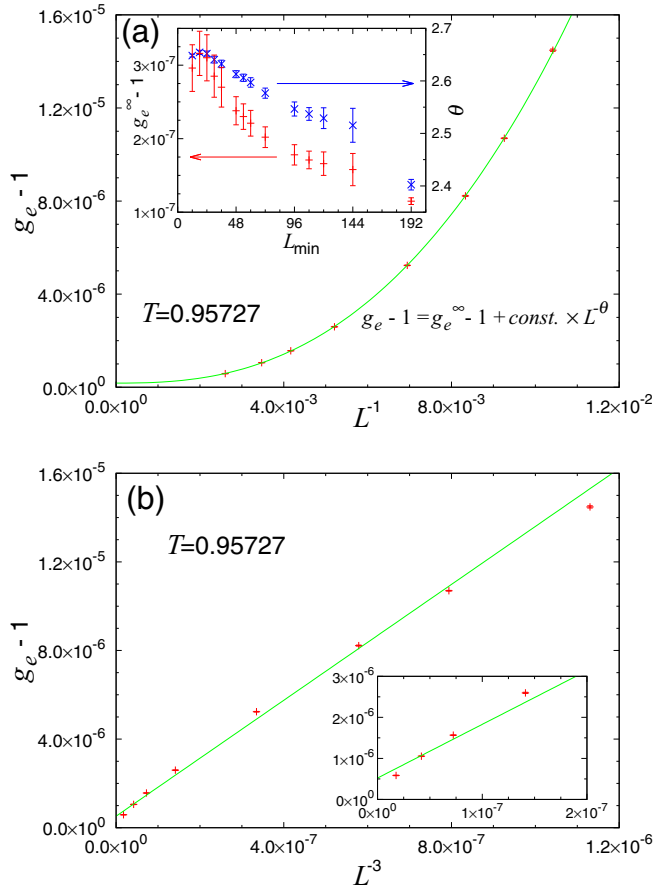 (a)
g_e - 1
1.6×10⁻⁵
1.2×10⁻⁵
8.0×10⁻⁶
4.0×10⁻⁶
0.0×10⁰
0.0×10⁰ 4.0×10⁻³ 8.0×10⁻³ 1.2×10⁻²
L⁻¹
T=0.95727
g_e - 1 = g_e^∞ - 1 + const. × L^-θ
g_e^∞ - 1
3×10⁻⁷
2×10⁻⁷
1×10⁻⁷
0 48 96 144 192
L_min
2.7
2.6
2.5
2.4
θ
(b)
g_e - 1
1.6×10⁻⁵
1.2×10⁻⁵
8.0×10⁻⁶
4.0×10⁻⁶
0.0×10⁰
0.0×10⁰ 4.0×10⁻⁷ 8.0×10⁻⁷ 1.2×10⁻⁶
L⁻³
T=0.95727
3×10⁻⁶
2×10⁻⁶
1×10⁻⁶
0×10⁰
0×10⁰ 1×10⁻⁷ 2×10⁻⁷